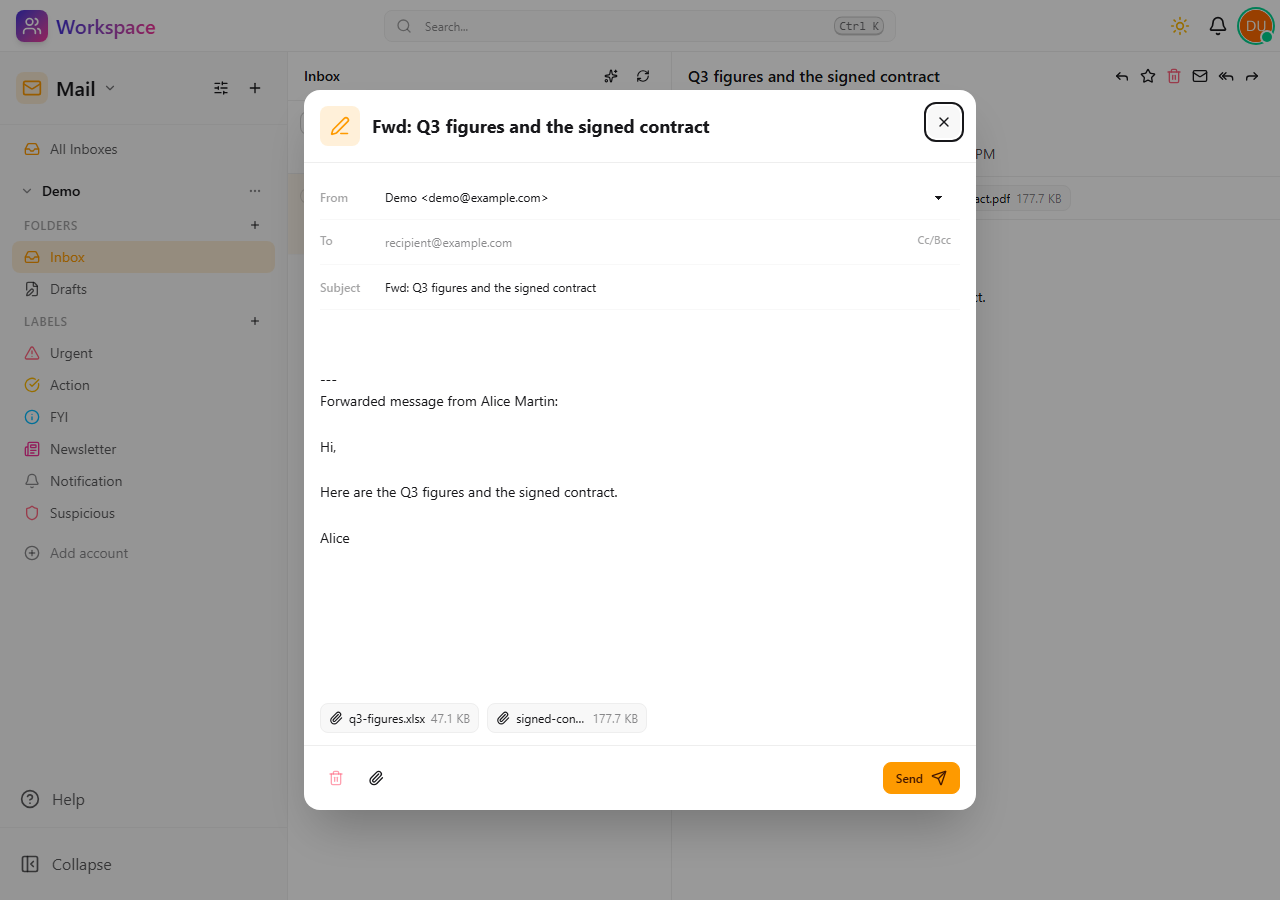 Workspace
Search...
Ctrl K
DU
Mail
Inbox
Q3 figures and the signed contract
All Inboxes
Demo
FOLDERS
Inbox
Drafts
LABELS
Urgent
Action
FYI
Newsletter
Notification
Suspicious
Add account
Help
Collapse
PM
act.pdf 177.7 KB
ct.
Fwd: Q3 figures and the signed contract
From Demo <demo@example.com>
To recipient@example.com Cc/Bcc
Subject Fwd: Q3 figures and the signed contract
---
Forwarded message from Alice Martin:
Hi,
Here are the Q3 figures and the signed contract.
Alice
q3-figures.xlsx 47.1 KB
signed-con... 177.7 KB
Send